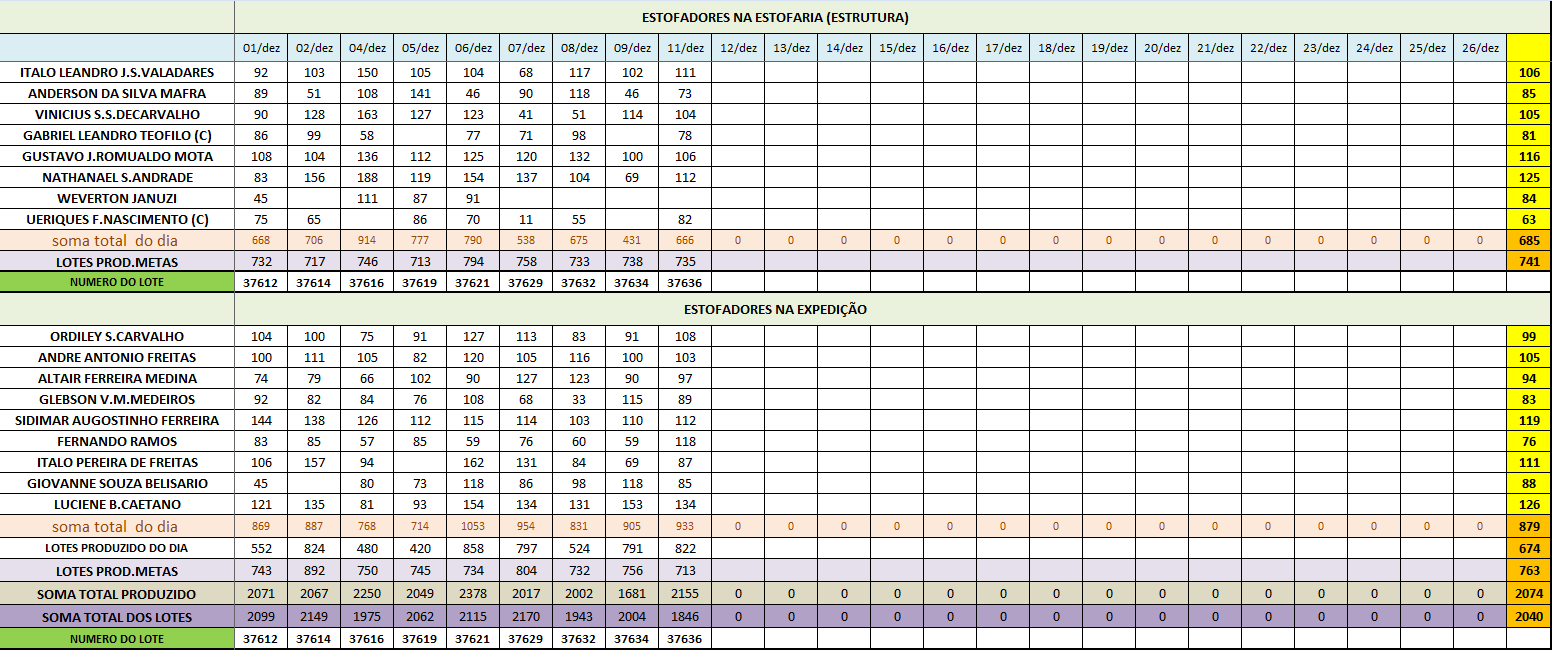 ESTOFADORES NA ESTOFARIA (ESTRUTURA)
01/dez 02/dez 04/dez 05/dez 06/dez 07/dez 08/dez 09/dez 11/dez 12/dez 13/dez 14/dez 15/dez 16/dez 17/dez 18/dez 19/dez 20/dez 21/dez 22/dez 23/dez 24/dez 25/dez 26/dez
ITALO LEANDRO J.S.VALADARES 92 103 150 105 104 68 117 102 111 106
ANDERSON DA SILVA MAFRA 89 51 108 141 46 90 118 46 73 85
VINICIUS S.S.DECARVALHO 90 128 163 127 123 41 51 114 104 105
GABRIEL LEANDRO TEOFILO (C) 86 99 58 77 71 98 78 81
GUSTAVO J.ROMUALDO MOTA 108 104 136 112 125 120 132 100 106 116
NATHANAEL S.ANDRADE 83 156 188 119 154 137 104 69 112 125
WEVERTON JANUZI 45 111 87 91 84
UERIQUES F.NASCIMENTO (C) 75 65 86 70 11 55 82 63
soma total do dia 668 706 914 777 790 538 675 431 666 0 0 0 0 0 0 0 0 0 0 0 0 0 0 0 685
LOTES PROD.METAS 732 717 746 713 794 758 733 738 735 741
NUMERO DO LOTE 37612 37614 37616 37619 37621 37629 37632 37634 37636
ESTOFADORES NA EXPEDIÇÃO
ORDILEY S.CARVALHO 104 100 75 91 127 113 83 91 108 99
ANDRE ANTONIO FREITAS 100 111 105 82 120 105 116 100 103 105
ALTAIR FERREIRA MEDINA 74 79 66 102 90 127 123 90 97 94
GLEBSON V.M.MEDEIROS 92 82 84 76 108 68 33 115 89 83
SIDIMAR AUGOSTINHO FERREIRA 144 138 126 112 115 114 103 110 112 119
FERNANDO RAMOS 83 85 57 85 59 76 60 59 118 76
ITALO PEREIRA DE FREITAS 106 157 94 162 131 84 69 87 111
GIOVANNE SOUZA BELISARIO 45 80 73 118 86 98 118 85 88
LUCIENE B.CAETANO 121 135 81 93 154 134 131 153 134 126
soma total do dia 869 887 768 714 1053 954 831 905 933 0 0 0 0 0 0 0 0 0 0 0 0 0 0 0 879
LOTES PRODUZIDO DO DIA 552 824 480 420 858 797 524 791 822 674
LOTES PROD.METAS 743 892 750 745 734 804 732 756 713 763
SOMA TOTAL PRODUZIDO 2071 2067 2250 2049 2378 2017 2002 1681 2155 0 0 0 0 0 0 0 0 0 0 0 0 0 0 0 2074
SOMA TOTAL DOS LOTES 2099 2149 1975 2062 2115 2170 1943 2004 1846 0 0 0 0 0 0 0 0 0 0 0 0 0 0 0 2040
NUMERO DO LOTE 37612 37614 37616 37619 37621 37629 37632 37634 37636